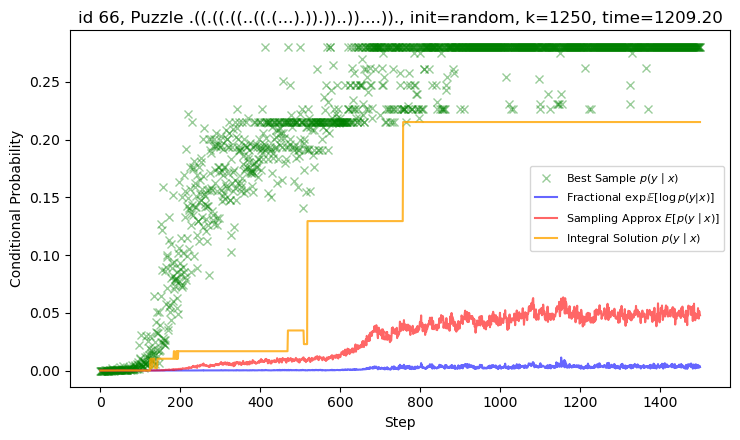 id 66, Puzzle .((.((.((..((.(...).)).))..))....))., init=random, k=1250, time=1209.20
Conditional Probability
0.25
0.20
0.15
0.10
0.05
0.00
Best Sample p(y | x)
Fractional exp 𝔼[log p(y|x)]
Sampling Approx E[p(y | x)]
Integral Solution p(y | x)
0 200 400 600 800 1000 1200 1400
Step